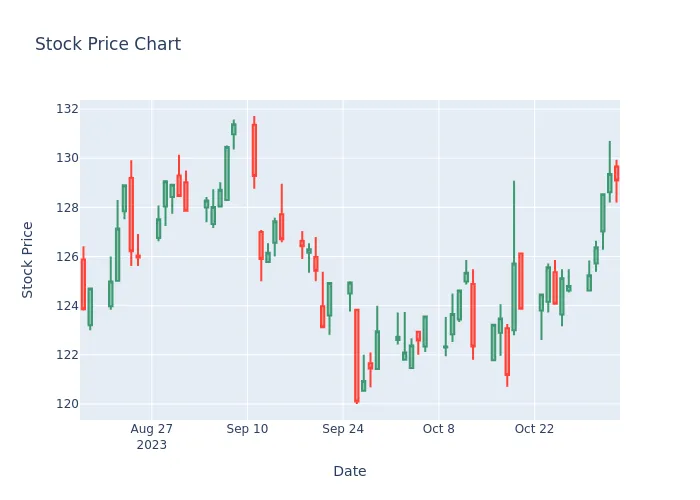 Stock Price Chart
132
130
128
126
124
122
120
Stock Price
Aug 27
2023
Sep 10
Sep 24
Oct 8
Oct 22
Date